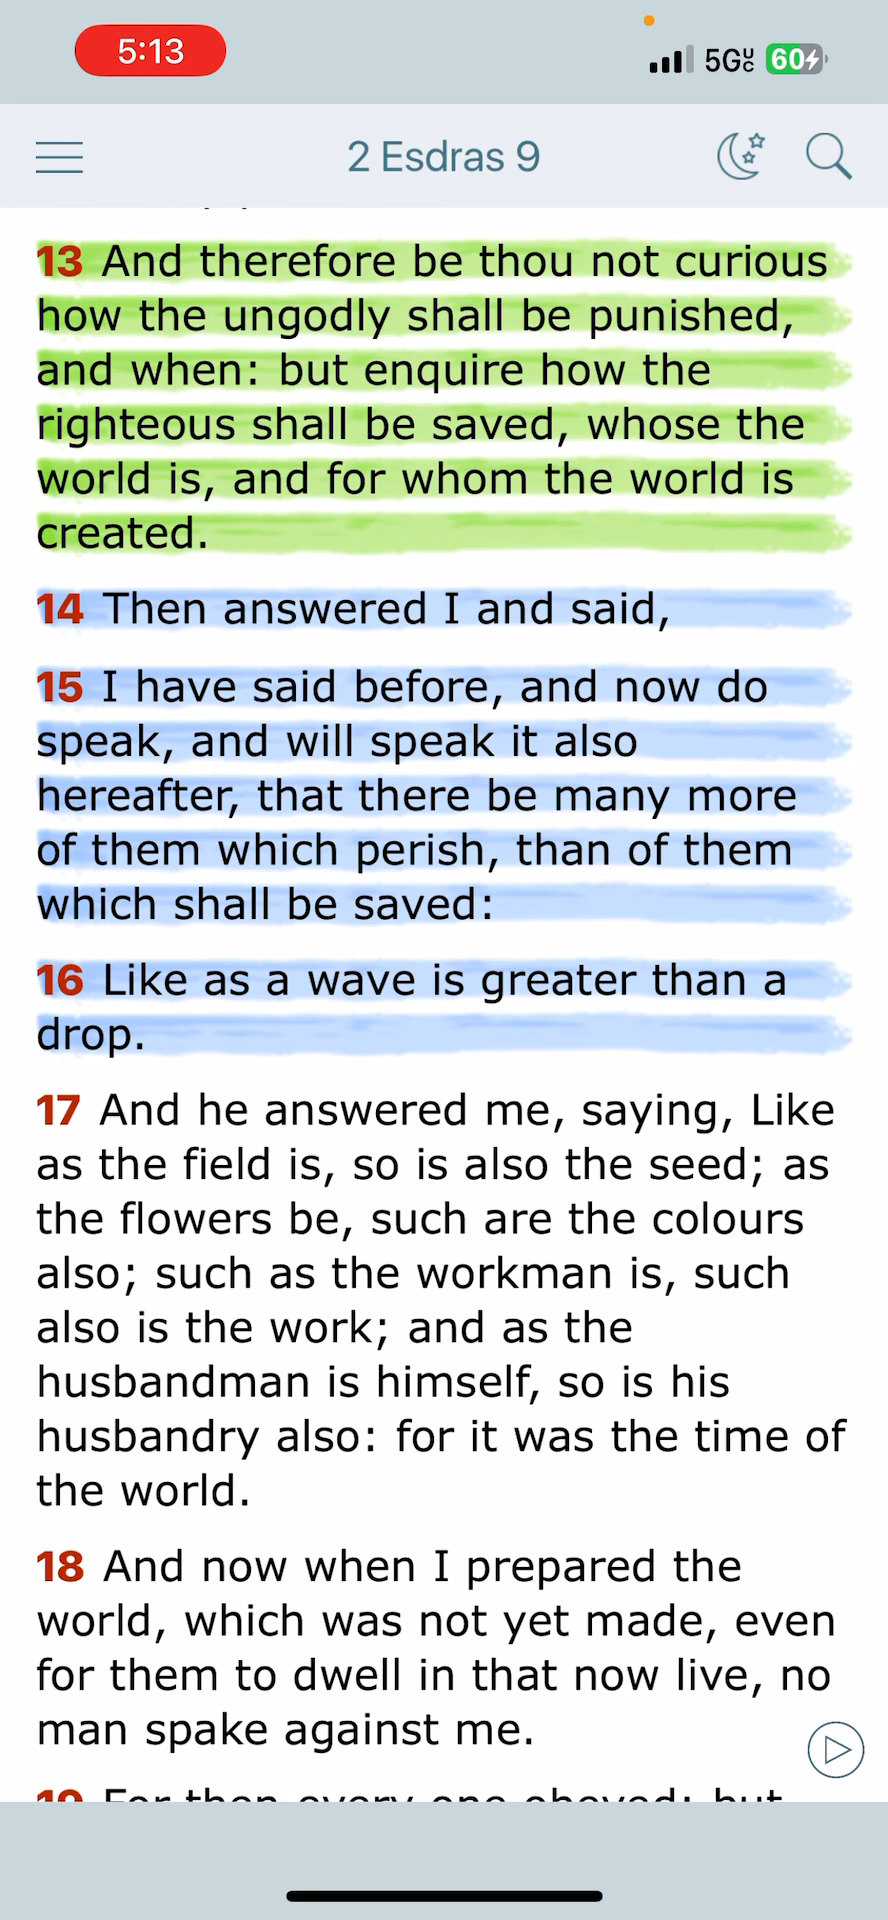 5:13
5G UC 60
2 Esdras 9
13 And therefore be thou not curious
how the ungodly shall be punished,
and when: but enquire how the
righteous shall be saved, whose the
world is, and for whom the world is
created.
14 Then answered I and said,
15 I have said before, and now do
speak, and will speak it also
hereafter, that there be many more
of them which perish, than of them
which shall be saved:
16 Like as a wave is greater than a
drop.
17 And he answered me, saying, Like
as the field is, so is also the seed; as
the flowers be, such are the colours
also; such as the workman is, such
also is the work; and as the
husbandman is himself, so is his
husbandry also: for it was the time of
the world.
18 And now when I prepared the
world, which was not yet made, even
for them to dwell in that now live, no
man spake against me.
19 For then every one obeyed: but